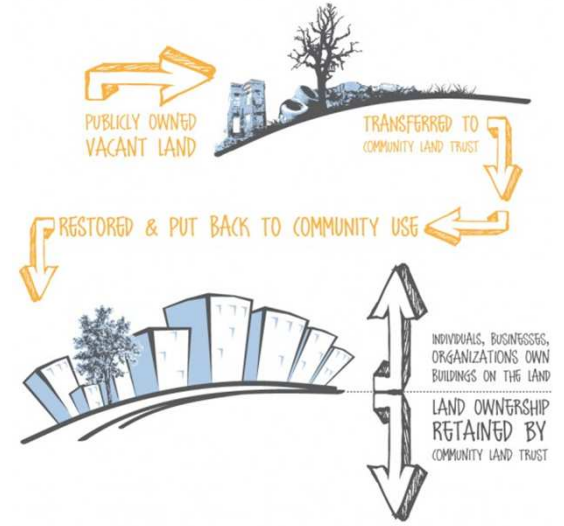 PUBLICLY OWNED
VACANT LAND
TRANSFERRED TO
COMMUNITY LAND TRUST
RESTORED & PUT BACK TO COMMUNITY USE
INDIVIDUALS, BUSINESSES,
ORGANIZATIONS OWN
BUILDINGS ON THE LAND
LAND OWNERSHIP
RETAINED BY
COMMUNITY LAND TRUST